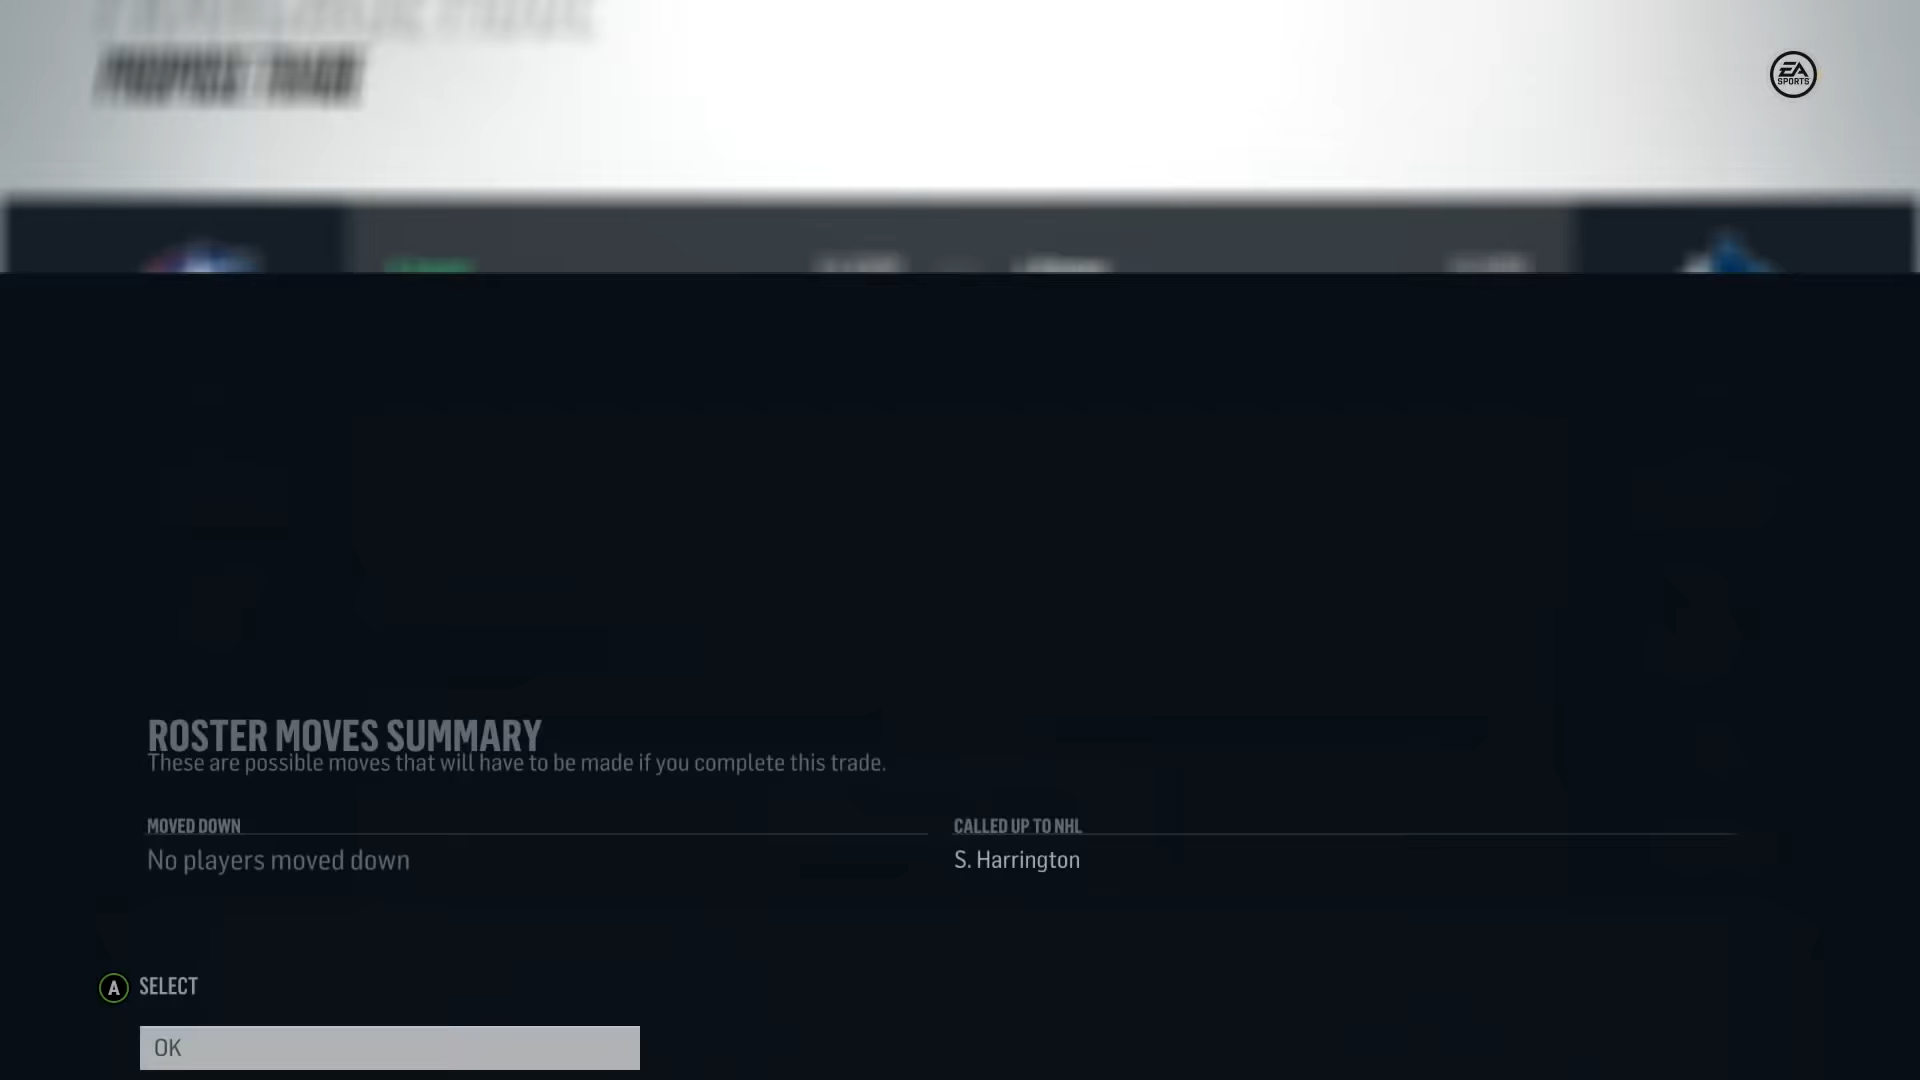 EA
SPORTS
ROSTER MOVES SUMMARY
These are possible moves that will have to be made if you complete this trade.
MOVED DOWN
CALLED UP TO NHL
No players moved down
S. Harrington
A SELECT
OK